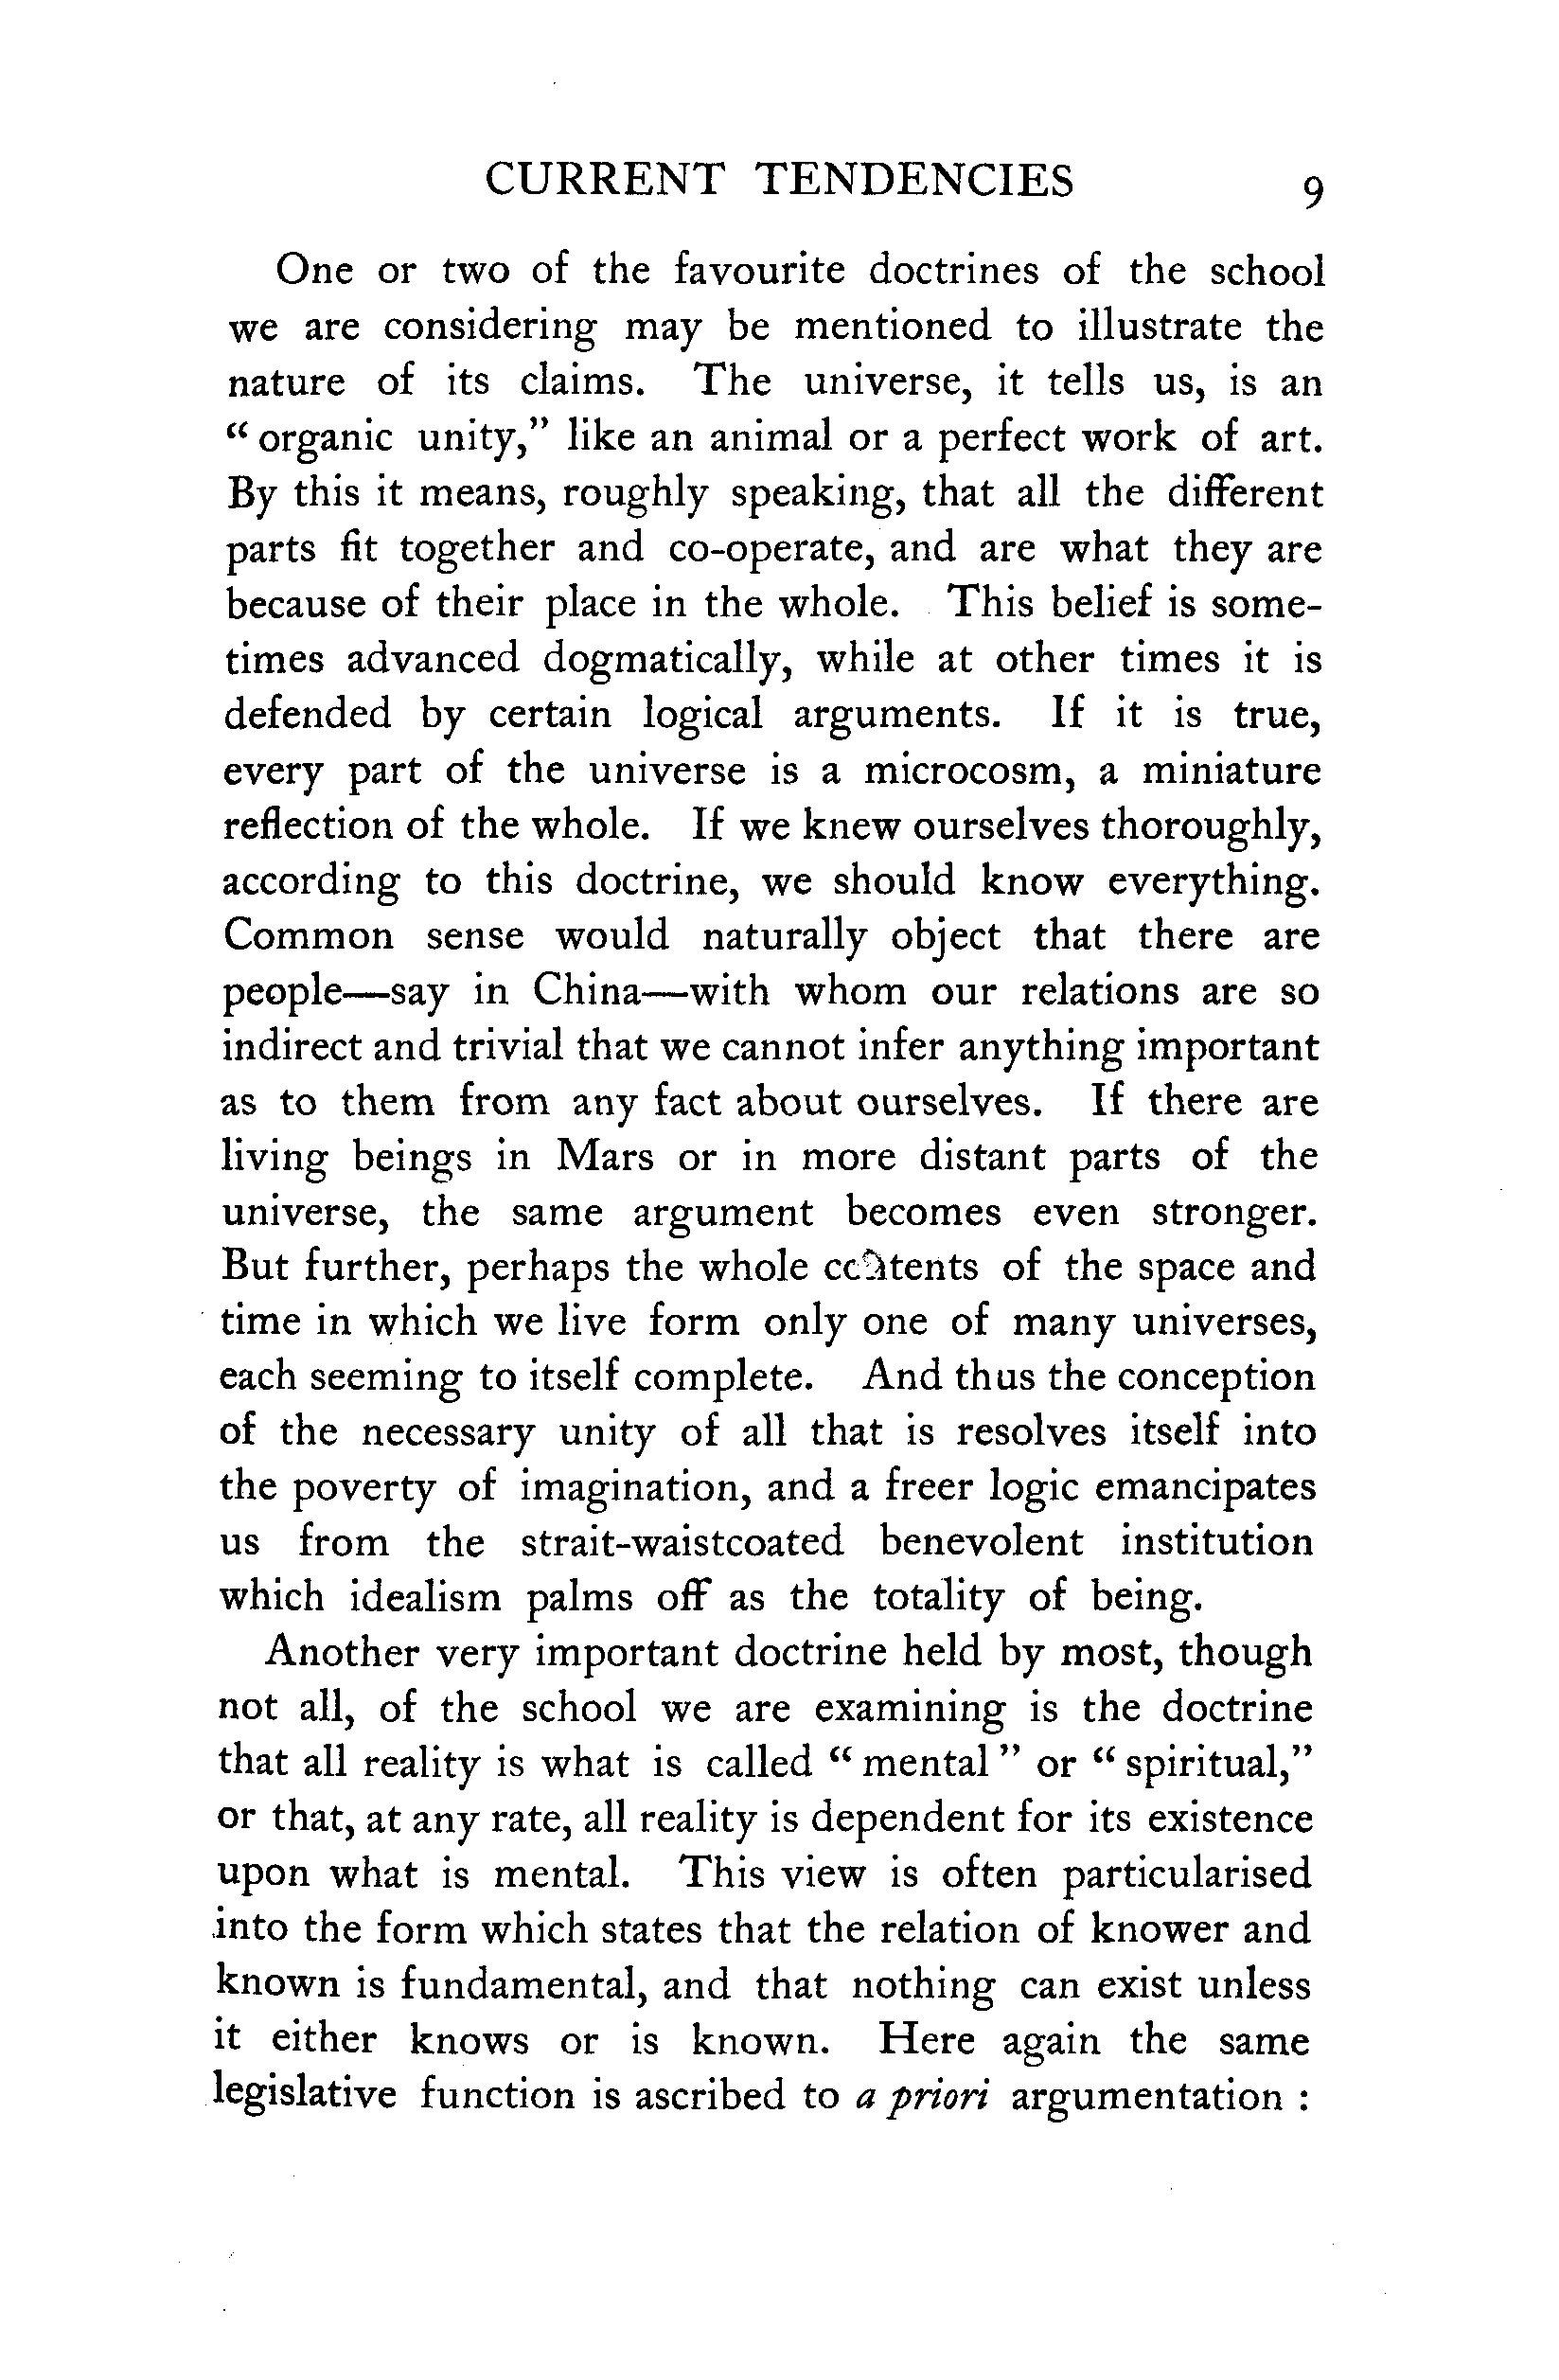 CURRENT TENDENCIES 9
One or two of the favourite doctrines of the school
we are considering may be mentioned to illustrate the
nature of its claims. The universe, it tells us, is an
“ organic unity,” like an animal or a perfect work of art.
By this it means, roughly speaking, that all the different
parts fit together and co-operate, and are what they are
because of their place in the whole. This belief is some-
times advanced dogmatically, while at other times it is
defended by certain logical arguments. If it is true,
every part of the universe is a microcosm, a miniature
reflection of the whole. If we knew ourselves thoroughly,
according to this doctrine, we should know everything.
Common sense would naturally object that there are
people—say in China—with whom our relations are so
indirect and trivial that we cannot infer anything important
as to them from any fact about ourselves. If there are
living beings in Mars or in more distant parts of the
universe, the same argument becomes even stronger.
But further, perhaps the whole contents of the space and
time in which we live form only one of many universes,
each seeming to itself complete. And thus the conception
of the necessary unity of all that is resolves itself into
the poverty of imagination, and a freer logic emancipates
us from the strait-waistcoated benevolent institution
which idealism palms off as the totality of being.
Another very important doctrine held by most, though
not all, of the school we are examining is the doctrine
that all reality is what is called “ mental ” or “ spiritual,”
or that, at any rate, all reality is dependent for its existence
upon what is mental. This view is often particularised
into the form which states that the relation of knower and
known is fundamental, and that nothing can exist unless
it either knows or is known. Here again the same
legislative function is ascribed to a priori argumentation :